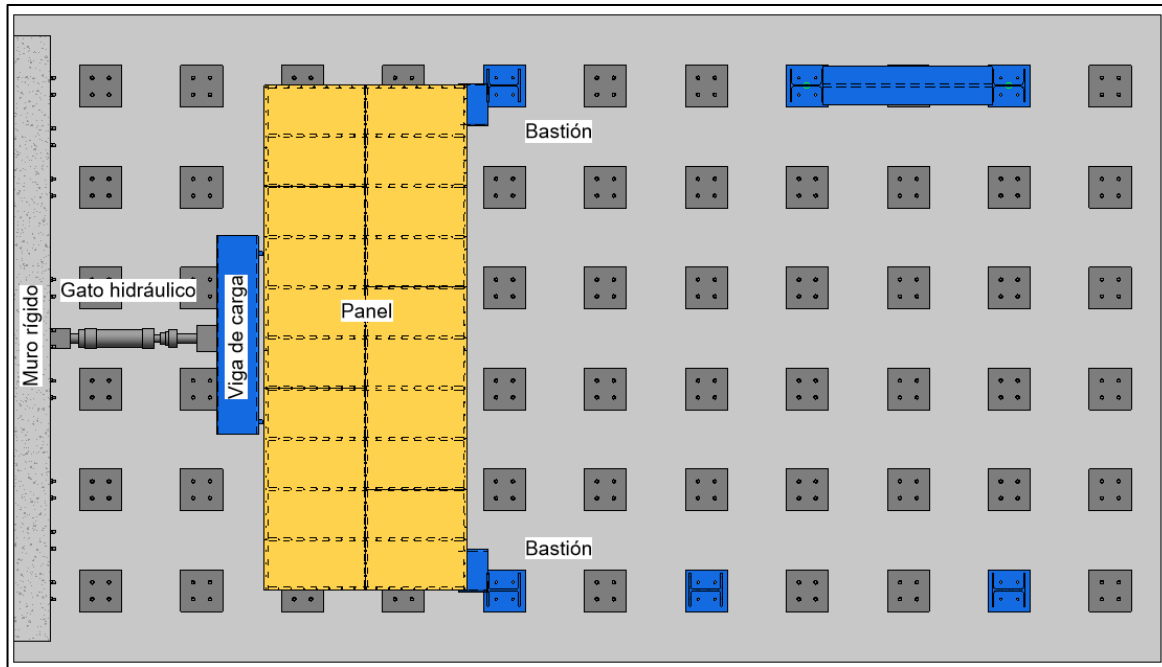 Bastión
Gato hidráulico
Muro rígido
Viga de carga
Panel
Bastión